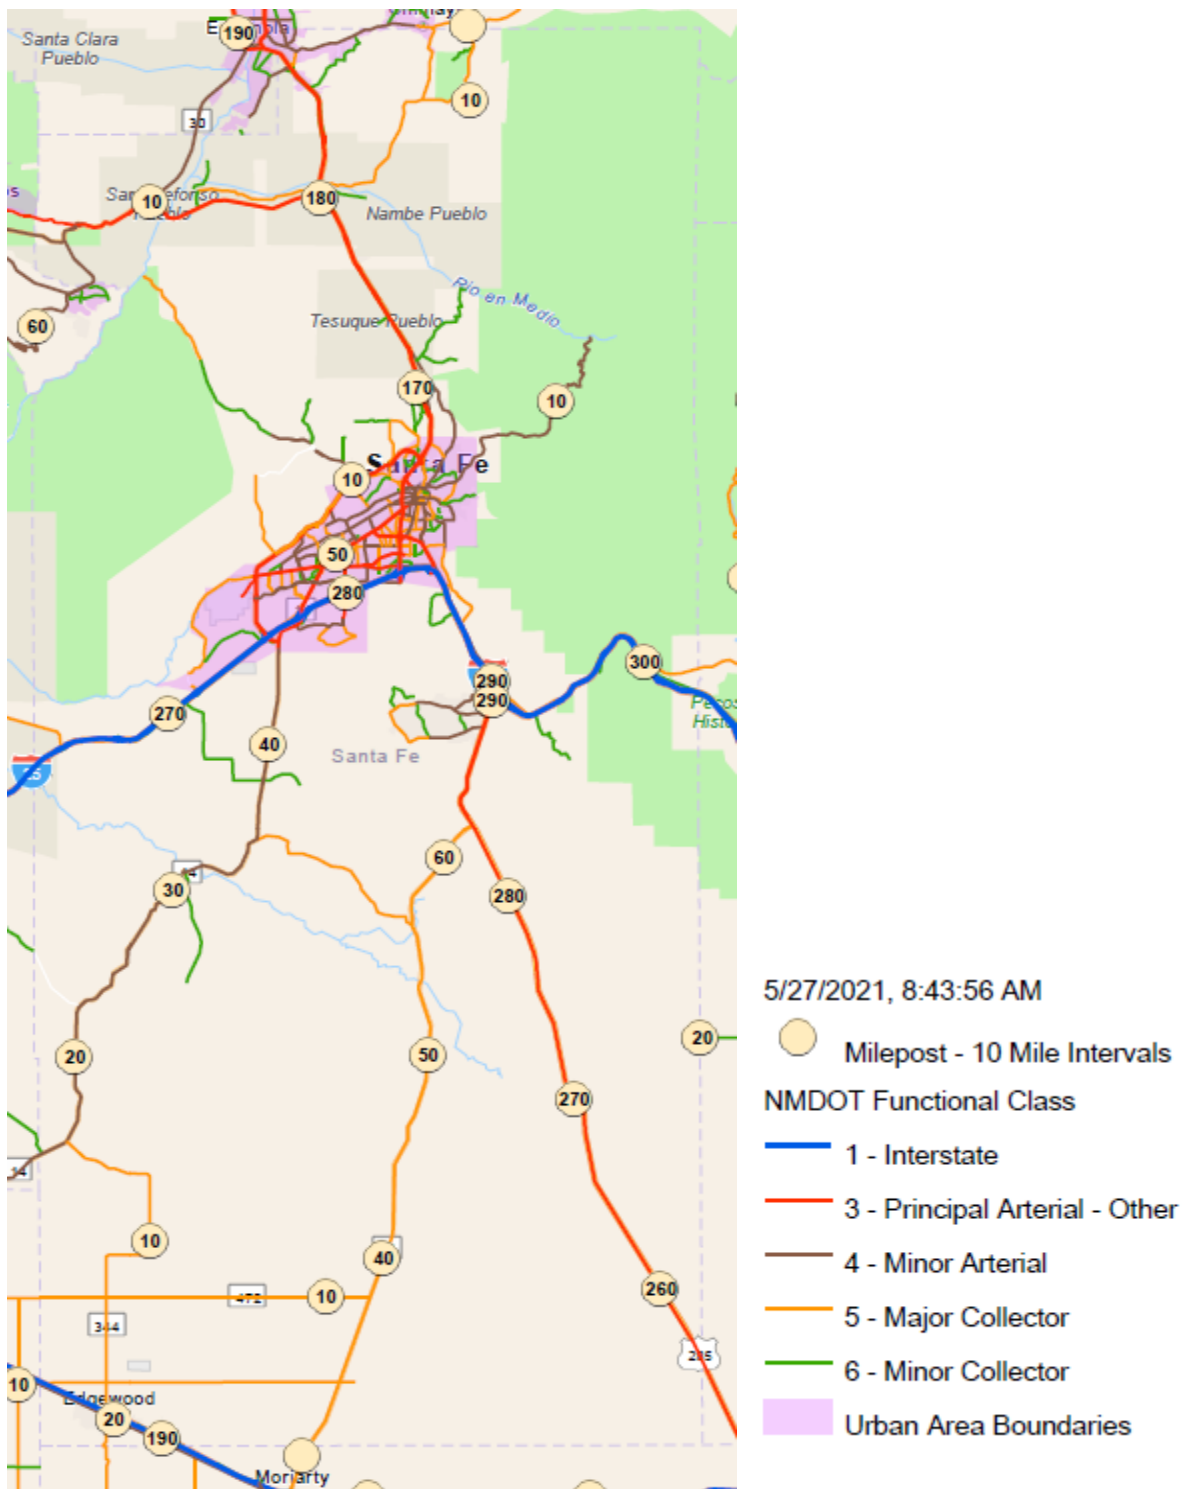 190
10
Santa Clara
Pueblo
30
10
180
Nambe Pueblo
Rio en Medio
60
Tesuque Pueblo
170
10
Santa Fe
10
50
280
300
290
290
270
40
Santa Fe
60
30
280
20
50
20
270
10
40
472
10
260
344
10
Edgewood
20
190
Moriarty
5/27/2021, 8:43:56 AM
Milepost - 10 Mile Intervals
NMDOT Functional Class
1 - Interstate
3 - Principal Arterial - Other
4 - Minor Arterial
5 - Major Collector
6 - Minor Collector
Urban Area Boundaries